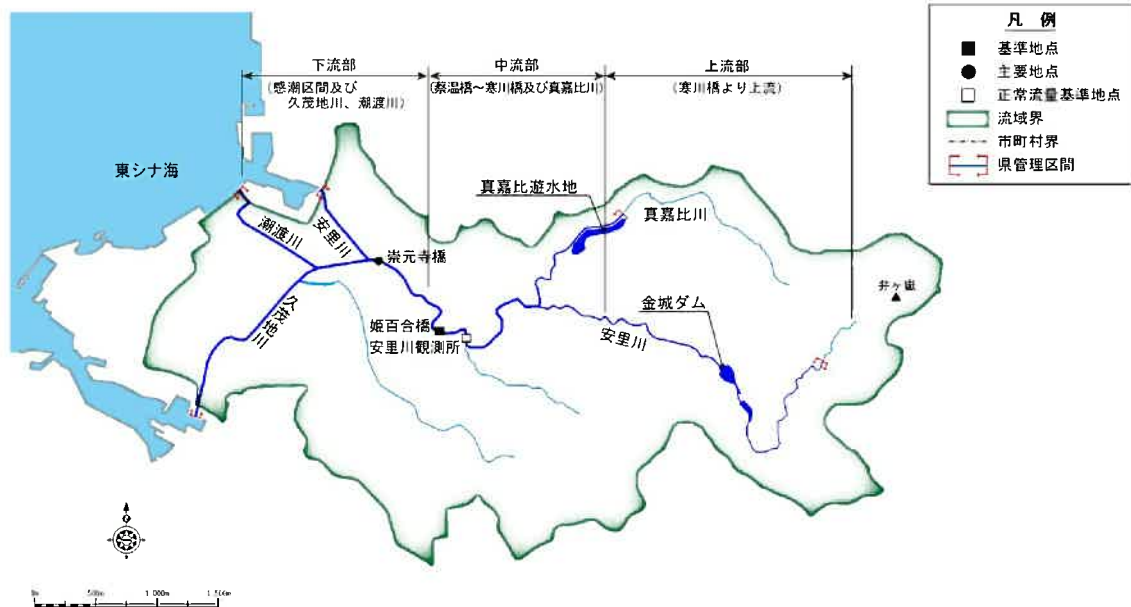 凡 例
基準地点
主要地点
正常流量基準地点
流域界
市町村界
県管理区間
下流部
(感潮区間及び
久茂地川、潮渡川)
中流部
(蔡温橋～寒川橋及び真嘉比川)
上流部
(寒川橋より上流)
東シナ海
真嘉比遊水地
真嘉比川
潮渡川
安里川
崇元寺橋
久茂地川
姫百合橋
安里川観測所
金城ダム
安里川
弁ヶ嶽
0m 500m 1 000m 1 500m